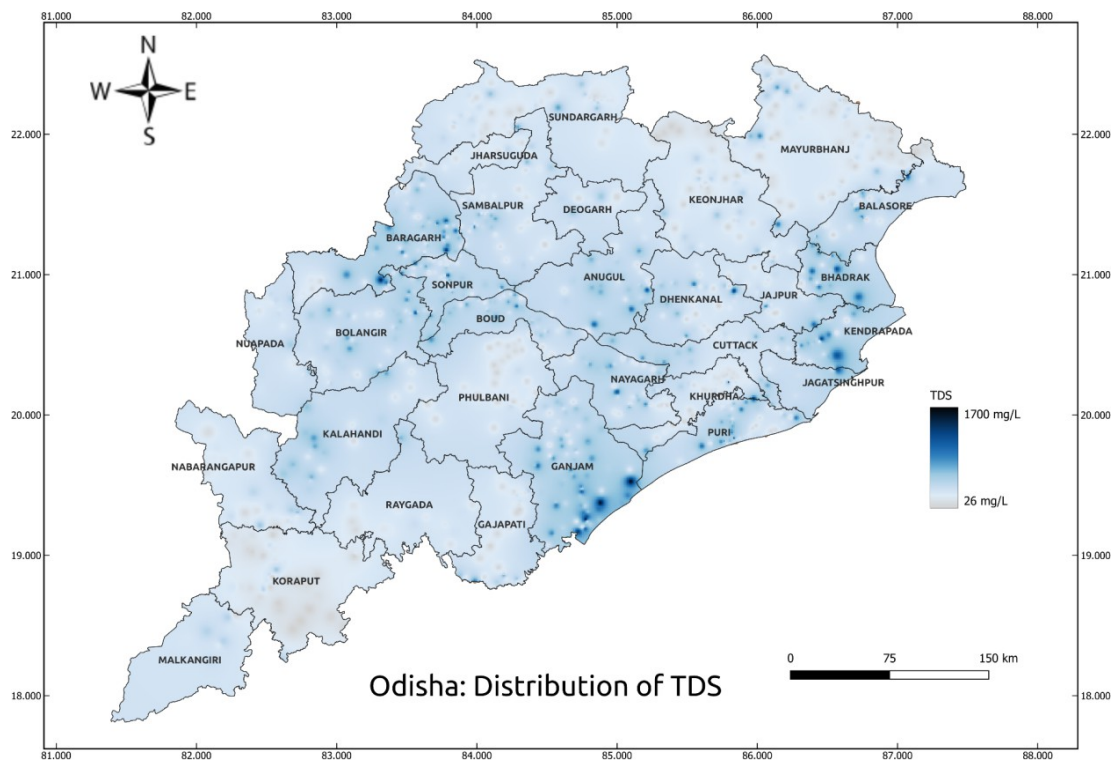 81.000 82.000 83.000 84.000 85.000 86.000 87.000 88.000
N
W E
S
22.000 22.000
SUNDARGARH
JHARSUGUDA
MAYURBHANJ
SAMBALPUR
DEOGARH
KEONJHAR
BALASORE
BARAGARH
21.000 21.000
SONPUR
ANUGUL
BHADRAK
DHENKANAL
JAJPUR
BOUD
BOLANGIR
KENDRAPADA
NUAPADA
CUTTACK
NAYAGARH
JAGATSINGHPUR
PHULBANI
KHURDHA
TDS
1700 mg/L
26 mg/L
20.000 20.000
KALAHANDI
PURI
NABARANGAPUR
GANJAM
RAYGADA
GAJAPATI
19.000 19.000
KORAPUT
MALKANGIRI
0 75 150 km
Odisha: Distribution of TDS
18.000 18.000
81.000 82.000 83.000 84.000 85.000 86.000 87.000 88.000